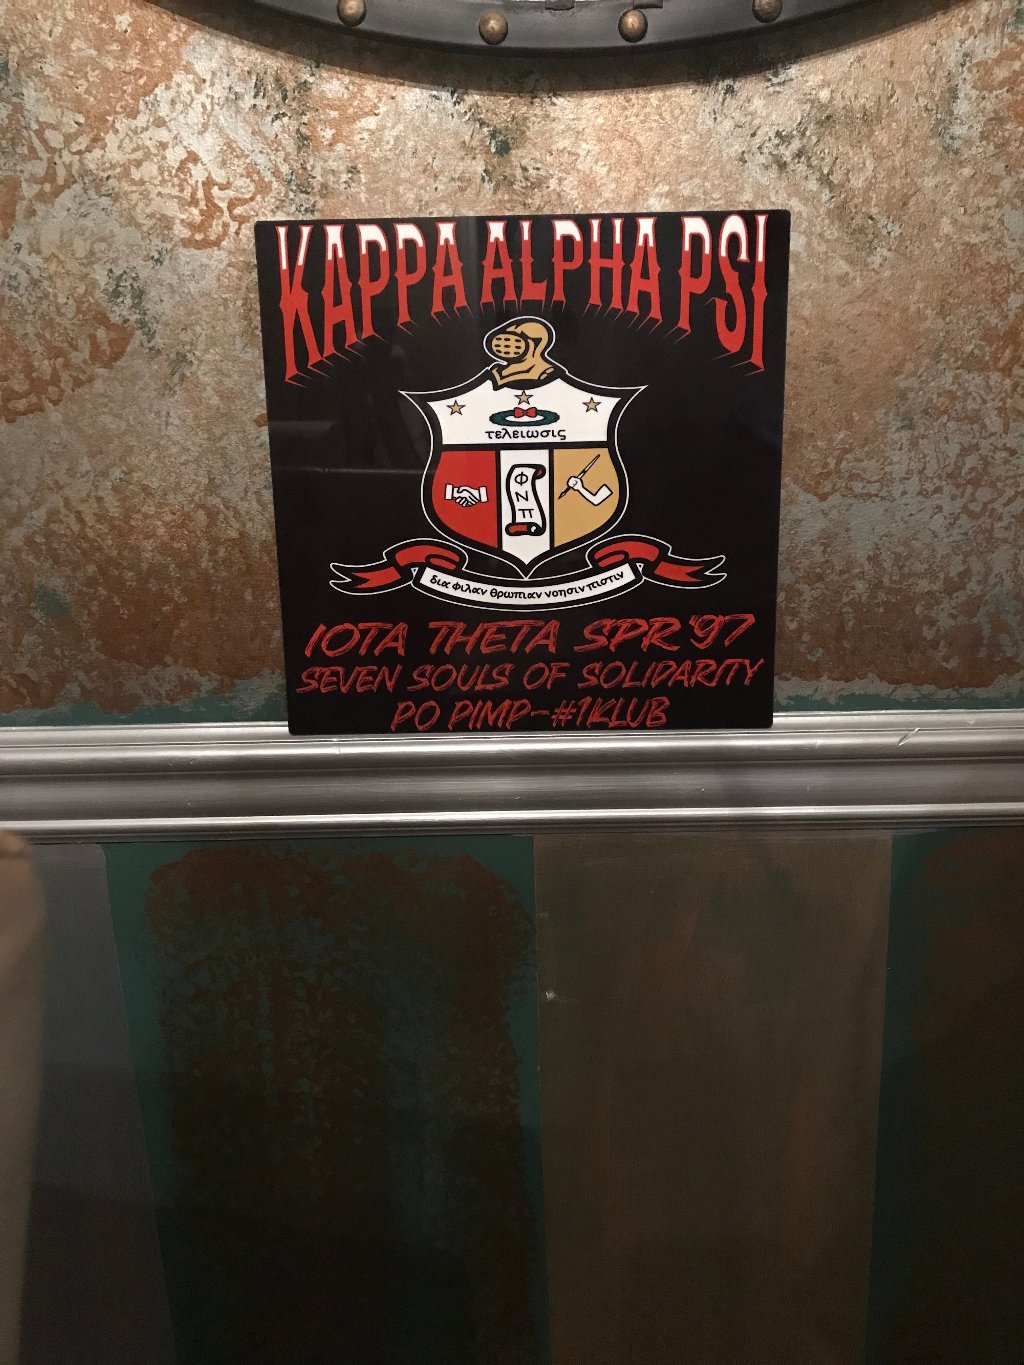 KAPPA ALPHA PSI
τελειωσις
Φ
Ν
Π
δια φιλαν θρωπιαν νοησιν πιστιν
IOTA THETA SPR '97
SEVEN SOULS OF SOLIDARITY
PO PIMP-#1KLUB